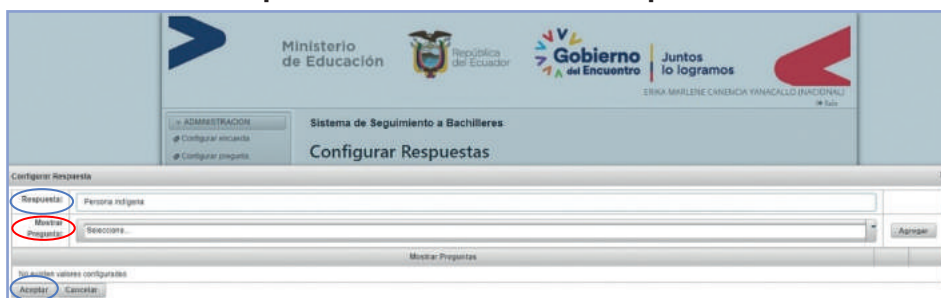 Ministerio
de Educación
República
del Ecuador
Gobierno
del Encuentro
Juntos
lo logramos
ERIKA MARLENE CANENCIA YANACALLO (NACIONAL)
Salir
ADMINISTRACION
Configurar encuesta
Configurar pregunta
Sistema de Seguimiento a Bachilleres
Configurar Respuestas
Configurar Respuesta
Respuesta: Persona indígena
Mostrar
Pregunta: Seleccione... Agregar
Mostrar Preguntas
No existen valores configurados
Aceptar Cancelar